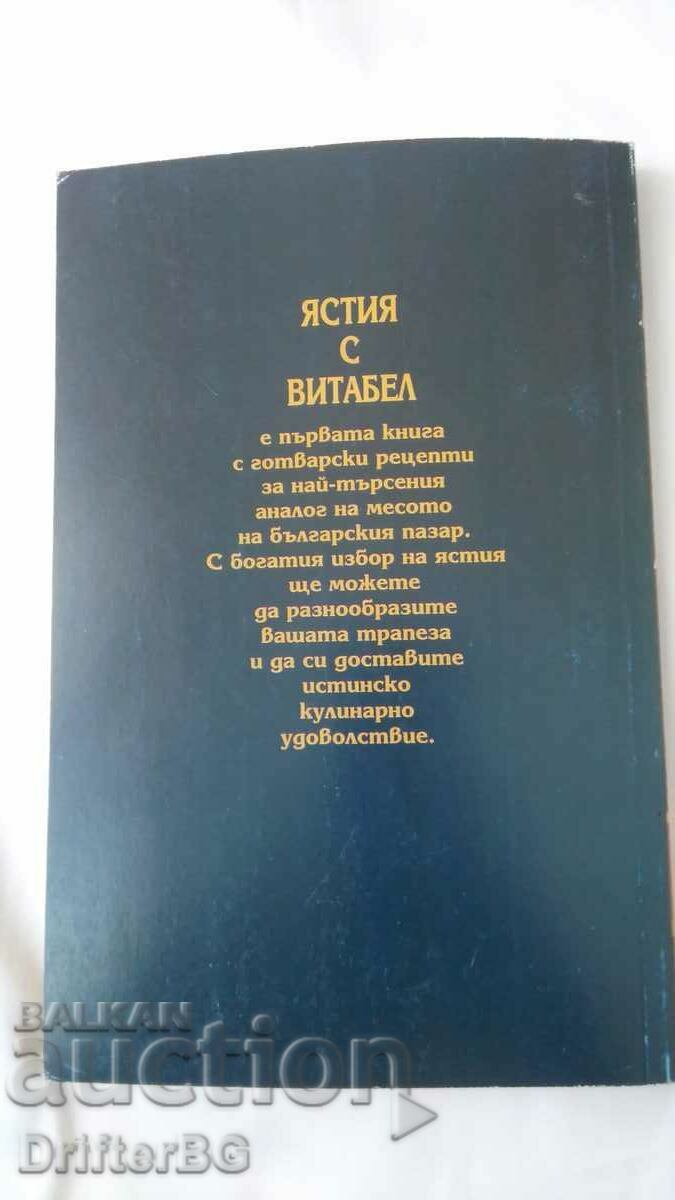 ЯСТИЯ
С
ВИТАБЕЛ
е първата книга
с готварски рецепти
за най-търсения
аналог на месото
на българския пазар.
С богатия избор на ястия
ще можете
да разнообразите
вашата трапеза
и да си доставите
истинско
кулинарно
удоволствие.
BALKAN
auction
DrifterBG